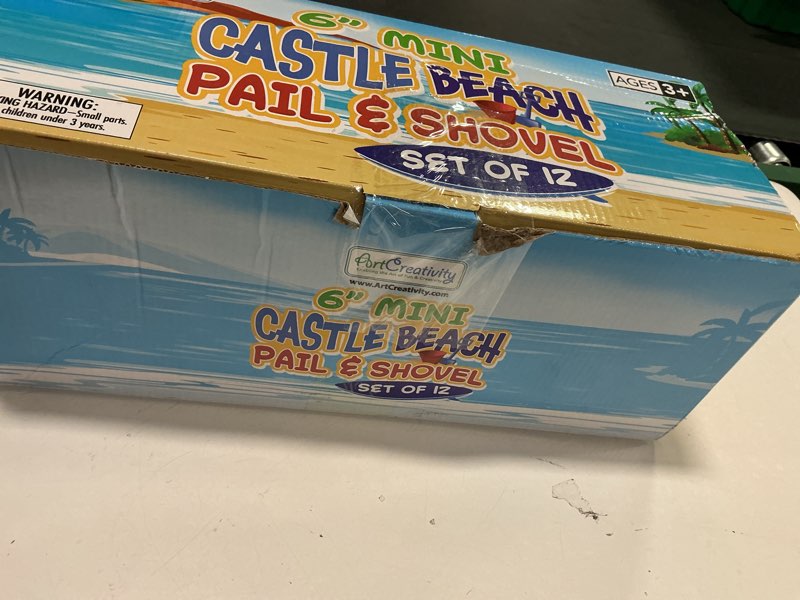 6" MINI
CASTLE BEACH
PAIL & SHOVEL
SET OF 12
AGES 3+
WARNING:
ING HAZARD—Small parts.
children under 3 years.
ArtCreativity
www.ArtCreativity.com
6" MINI
CASTLE BEACH
PAIL & SHOVEL
SET OF 12